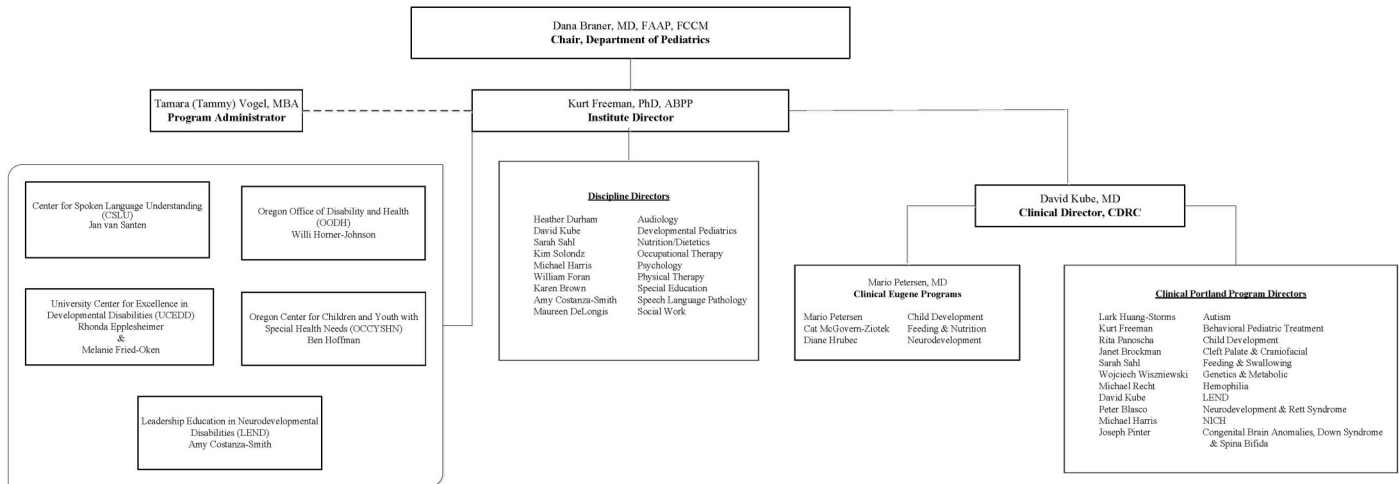 Dana Braner, MD, FAAP, FCCM
Chair, Department of Pediatrics
Tamara (Tammy) Vogel, MBA
Program Administrator
Kurt Freeman, PhD, ABPP
Institute Director
Center for Spoken Language Understanding
(CSLU)
Jan van Santen
Oregon Office of Disability and Health
(OODH)
Willi Horner-Johnson
University Center for Excellence in
Developmental Disabilities (UCEDD)
Rhonda Epplesheimer
&
Melanie Fried-Oken
Oregon Center for Children and Youth with
Special Health Needs (OCCYSHN)
Ben Hoffman
Leadership Education in Neurodevelopmental
Disabilities (LEND)
Amy Costanza-Smith
Discipline Directors
Heather Durham Audiology
David Kube Developmental Pediatrics
Sarah Sahl Nutrition/Dietetics
Kim Solondz Occupational Therapy
Michael Harris Psychology
William Foran Physical Therapy
Karen Brown Special Education
Amy Costanza-Smith Speech Language Pathology
Maureen DeLongis Social Work
David Kube, MD
Clinical Director, CDRC
Mario Petersen, MD
Clinical Eugene Programs
Mario Petersen Child Development
Cat McGovern-Ziotek Feeding & Nutrition
Diane Hrubec Neurodevelopment
Clinical Portland Program Directors
Lark Huang-Storms Autism
Kurt Freeman Behavioral Pediatric Treatment
Rita Panoscha Child Development
Janet Brockman Cleft Palate & Craniofacial
Sarah Sahl Feeding & Swallowing
Wojciech Wiszniewski Genetics & Metabolic
Michael Recht Hemophilia
David Kube LEND
Peter Blasco Neurodevelopment & Rett Syndrome
Michael Harris NICH
Joseph Pinter Congenital Brain Anomalies, Down Syndrome
& Spina Bifida